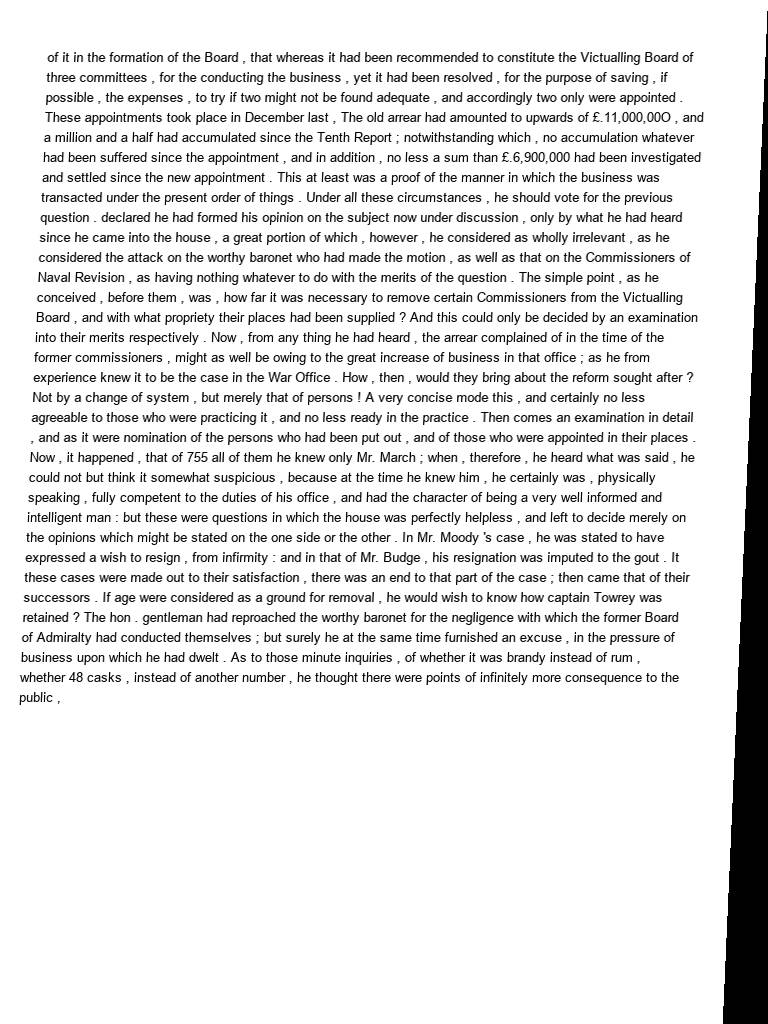 of it in the formation of the Board , that whereas it had been recommended to constitute the Victualling Board of
three committees , for the conducting the business , yet it had been resolved , for the purpose of saving , if
possible , the expenses , to try if two might not be found adequate , and accordingly two only were appointed .
These appointments took place in December last , The old arrear had amounted to upwards of £.11,000,00O , and
a million and a half had accumulated since the Tenth Report ; notwithstanding which , no accumulation whatever
had been suffered since the appointment , and in addition , no less a sum than £.6,900,000 had been investigated
and settled since the new appointment . This at least was a proof of the manner in which the business was
transacted under the present order of things . Under all these circumstances , he should vote for the previous
question . declared he had formed his opinion on the subject now under discussion , only by what he had heard
since he came into the house , a great portion of which , however , he considered as wholly irrelevant , as he
considered the attack on the worthy baronet who had made the motion , as well as that on the Commissioners of
Naval Revision , as having nothing whatever to do with the merits of the question . The simple point , as he
conceived , before them , was , how far it was necessary to remove certain Commissioners from the Victualling
Board , and with what propriety their places had been supplied ? And this could only be decided by an examination
into their merits respectively . Now , from any thing he had heard , the arrear complained of in the time of the
former commissioners , might as well be owing to the great increase of business in that office ; as he from
experience knew it to be the case in the War Office . How , then , would they bring about the reform sought after ?
Not by a change of system , but merely that of persons ! A very concise mode this , and certainly no less
agreeable to those who were practicing it , and no less ready in the practice . Then comes an examination in detail
, and as it were nomination of the persons who had been put out , and of those who were appointed in their places .
Now , it happened , that of 755 all of them he knew only Mr. March ; when , therefore , he heard what was said , he
could not but think it somewhat suspicious , because at the time he knew him , he certainly was , physically
speaking , fully competent to the duties of his office , and had the character of being a very well informed and
intelligent man : but these were questions in which the house was perfectly helpless , and left to decide merely on
the opinions which might be stated on the one side or the other . In Mr. Moody 's case , he was stated to have
expressed a wish to resign , from infirmity : and in that of Mr. Budge , his resignation was imputed to the gout . It
these cases were made out to their satisfaction , there was an end to that part of the case ; then came that of their
successors . If age were considered as a ground for removal , he would wish to know how captain Towrey was
retained ? The hon . gentleman had reproached the worthy baronet for the negligence with which the former Board
of Admiralty had conducted themselves ; but surely he at the same time furnished an excuse , in the pressure of
business upon which he had dwelt . As to those minute inquiries , of whether it was brandy instead of rum ,
whether 48 casks , instead of another number , he thought there were points of infinitely more consequence to the
public ,